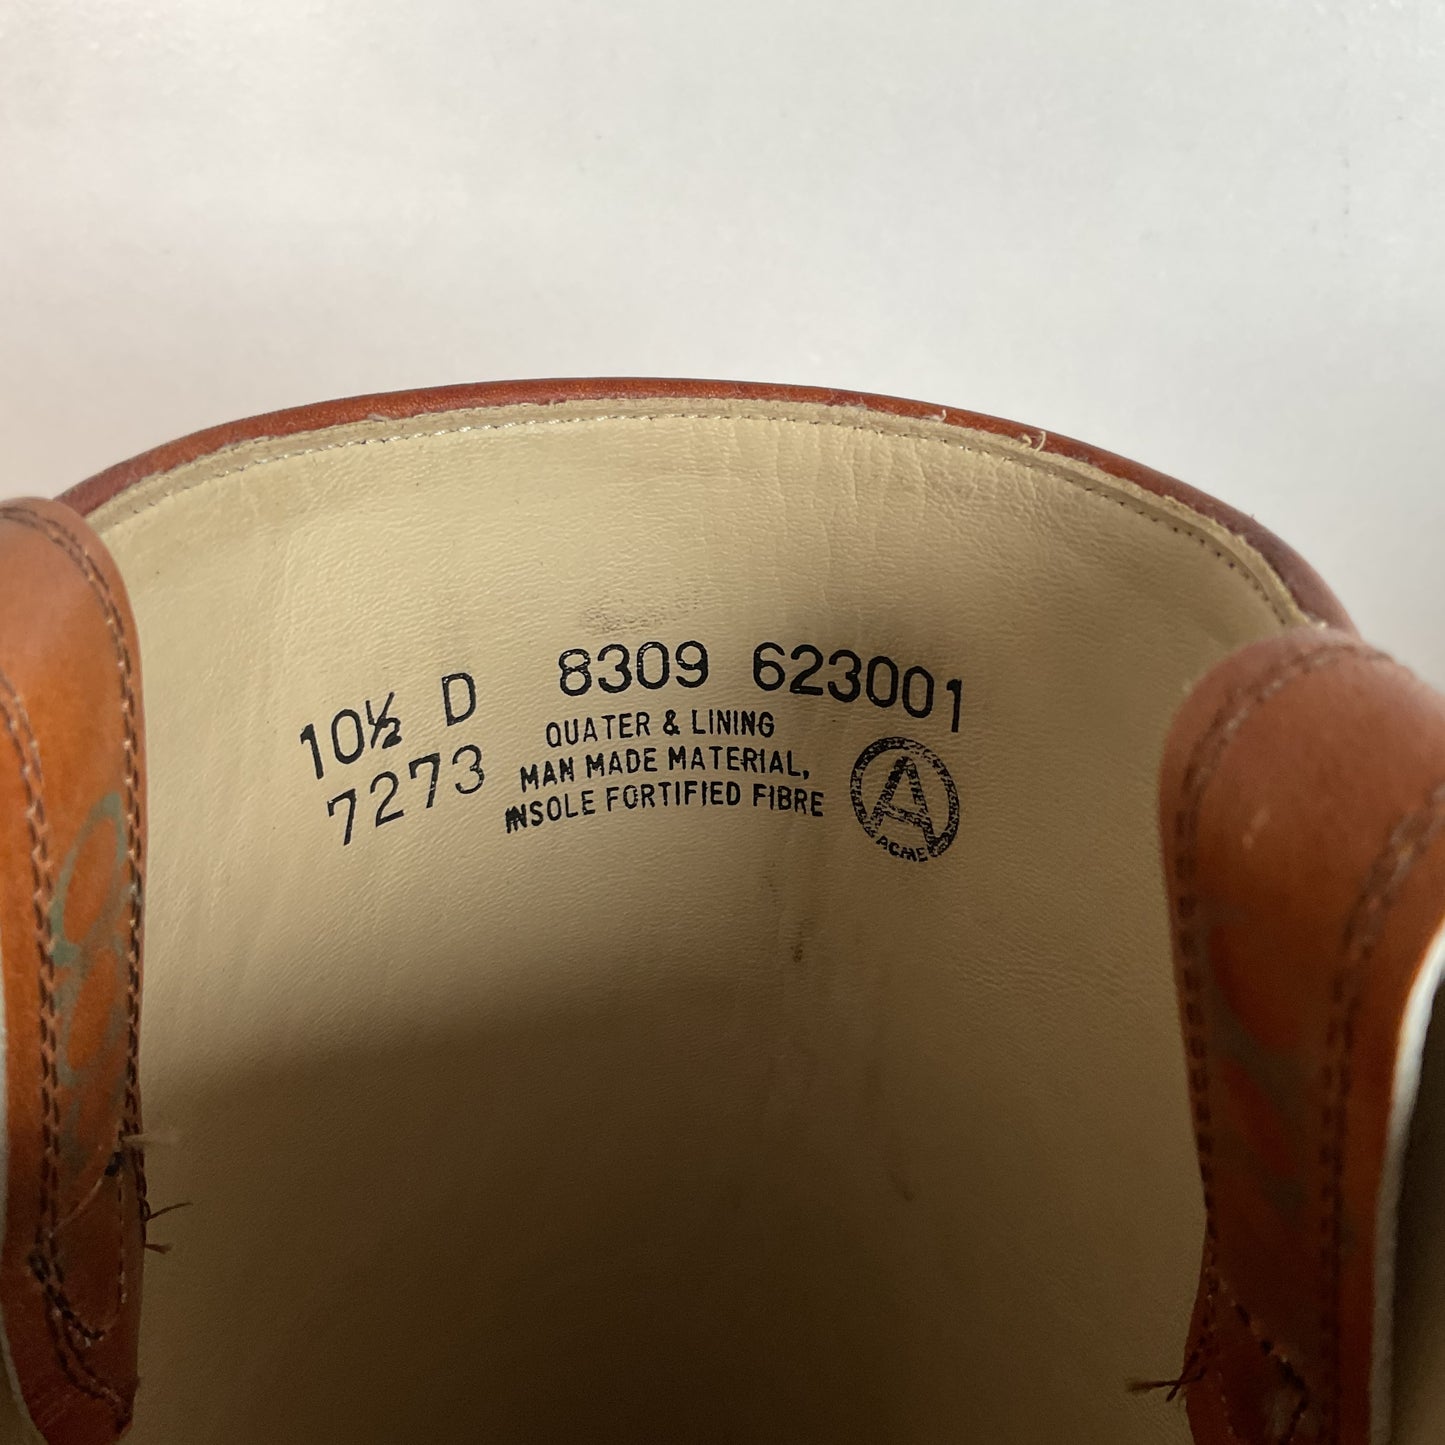 10½ D 8309 623001
7273
QUATER & LINING
MAN MADE MATERIAL,
INSOLE FORTIFIED FIBRE
A
ACME